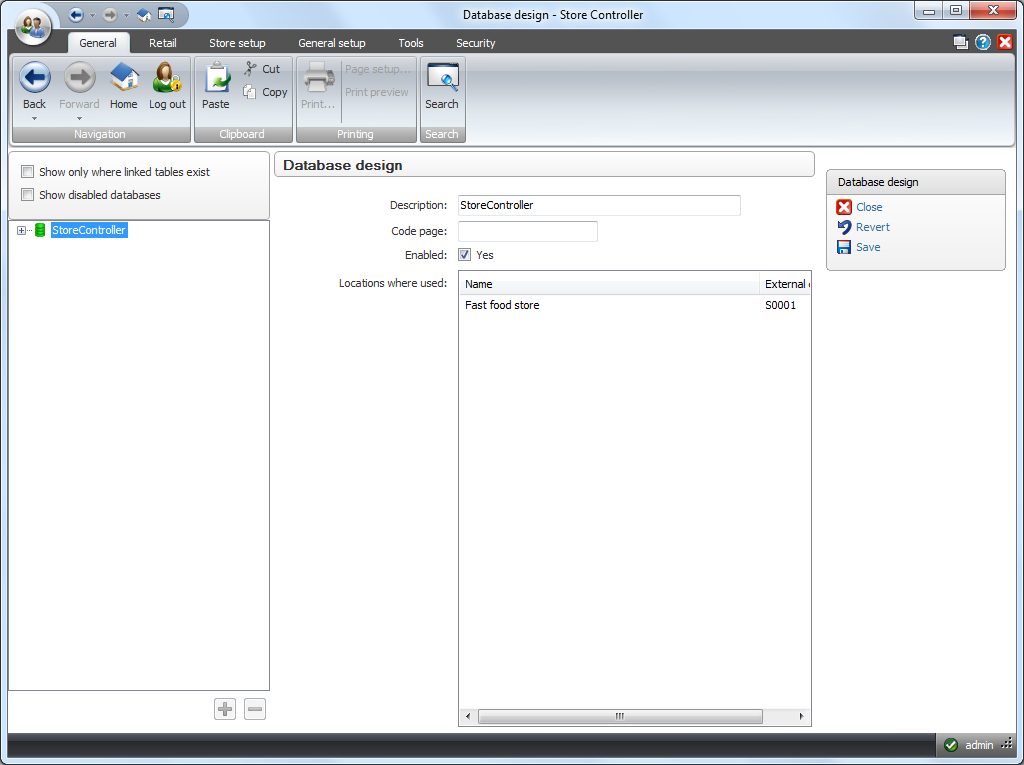 Database design - Store Controller
General Retail Store setup General setup Tools Security
Back Forward Home Log out
Navigation
Paste
Cut
Copy
Clipboard
Print...
Page setup...
Print preview
Printing
Search
Search
Show only where linked tables exist
Show disabled databases
StoreController
Database design
Description: StoreController
Code page:
Enabled: Yes
Locations where used:
Name External
Fast food store S0001
Database design
Close
Revert
Save
admin